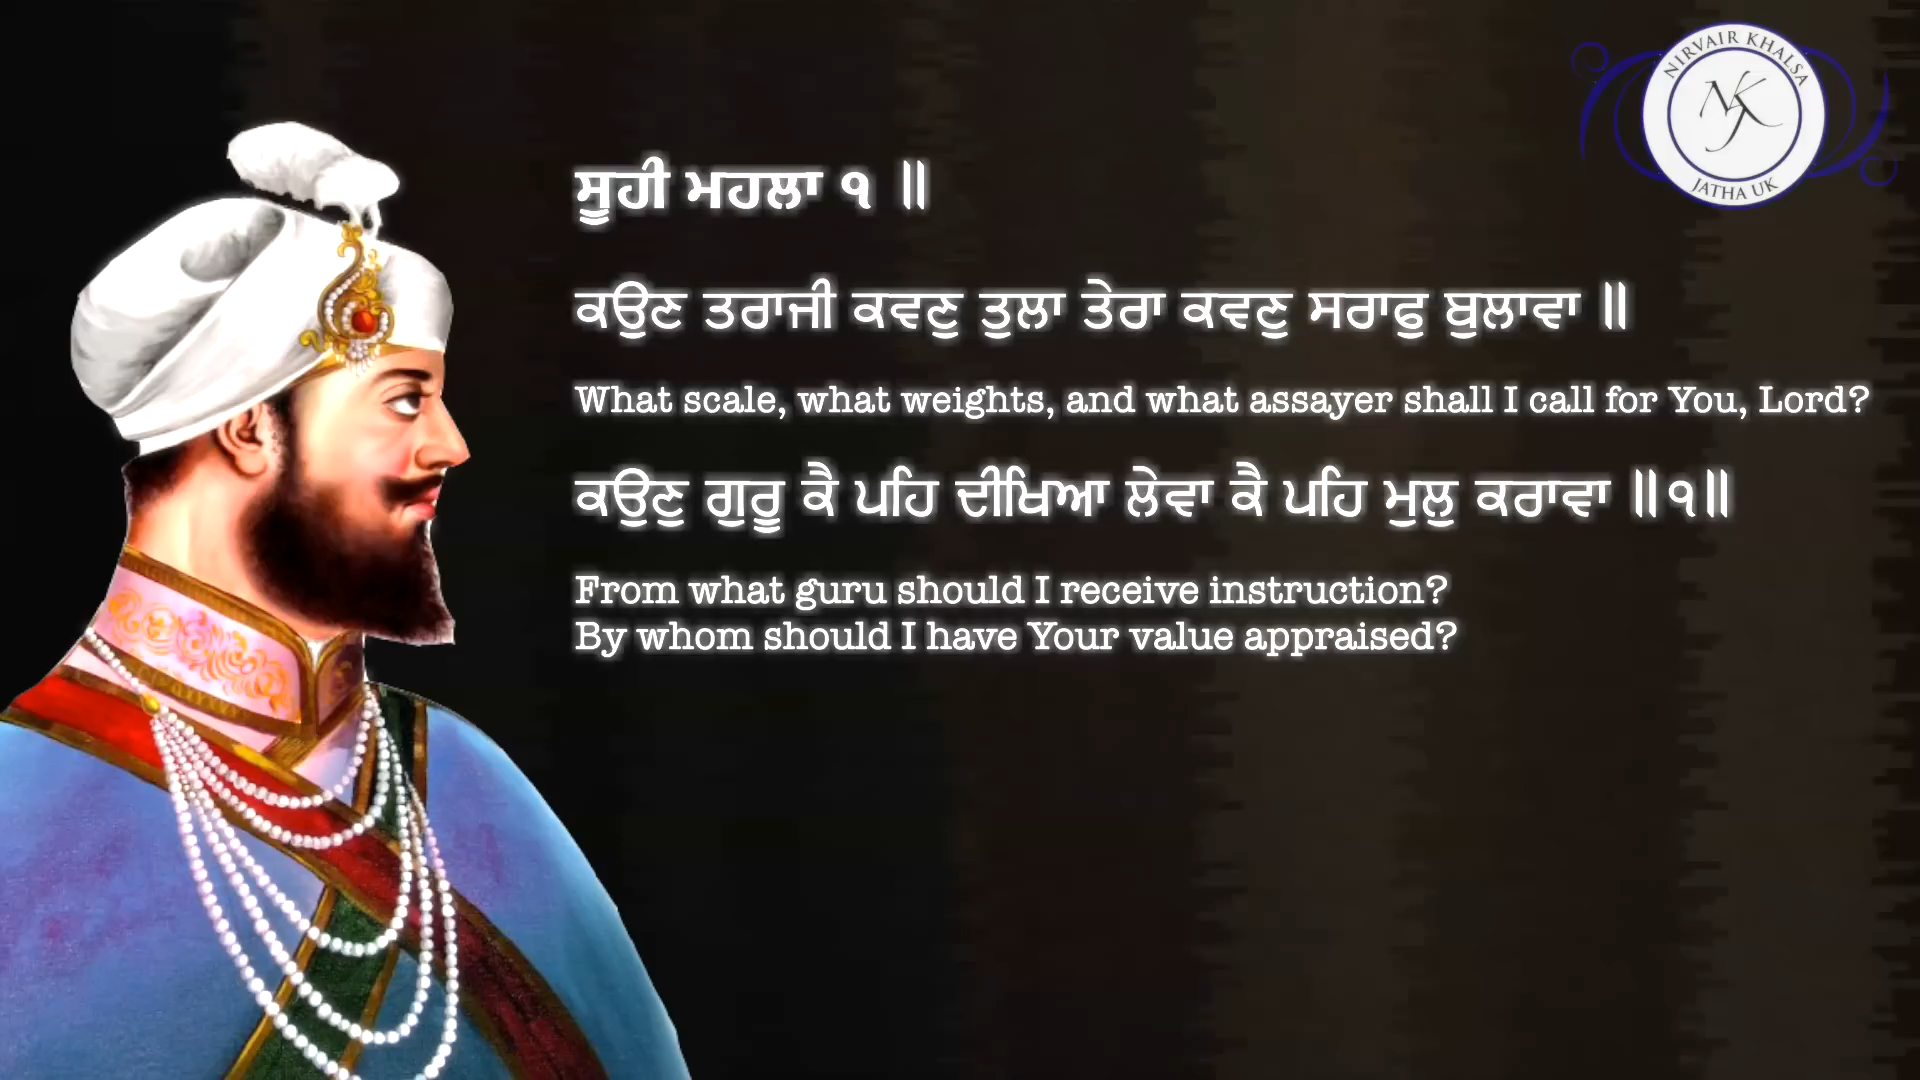 NIRVAIR KHALSA
NKJ
JATHA UK
ਸੂਹੀ ਮਹਲਾ ੧ ॥
ਕਉਣ ਤਰਾਜੀ ਕਵਣੁ ਤੁਲਾ ਤੇਰਾ ਕਵਣੁ ਸਰਾਫੁ ਬੁਲਾਵਾ ॥
What scale, what weights, and what assayer shall I call for You, Lord?
ਕਉਣੁ ਗੁਰੂ ਕੈ ਪਹਿ ਦੀਖਿਆ ਲੇਵਾ ਕੈ ਪਹਿ ਮੁਲੁ ਕਰਾਵਾ ॥੧॥
From what guru should I receive instruction?
By whom should I have Your value appraised?